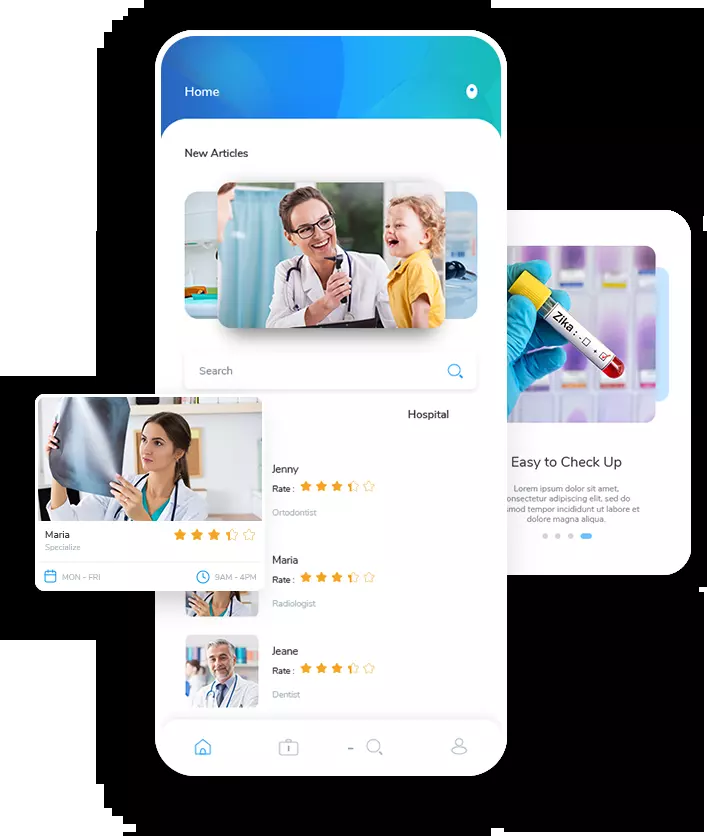 Home
New Articles
Search
Hospital
Jenny
Rate :
Ortodontist
Maria
Rate :
Radiologist
Jeane
Rate :
Dentist
Maria
Specialize
MON - FRI
9AM - 4PM
Zika : - +
Easy to Check Up
Lorem ipsum dolor sit amet,
onsectetur adipiscing elit, sed do
smod tempor incididunt ut labore et
dolore magna aliqua.